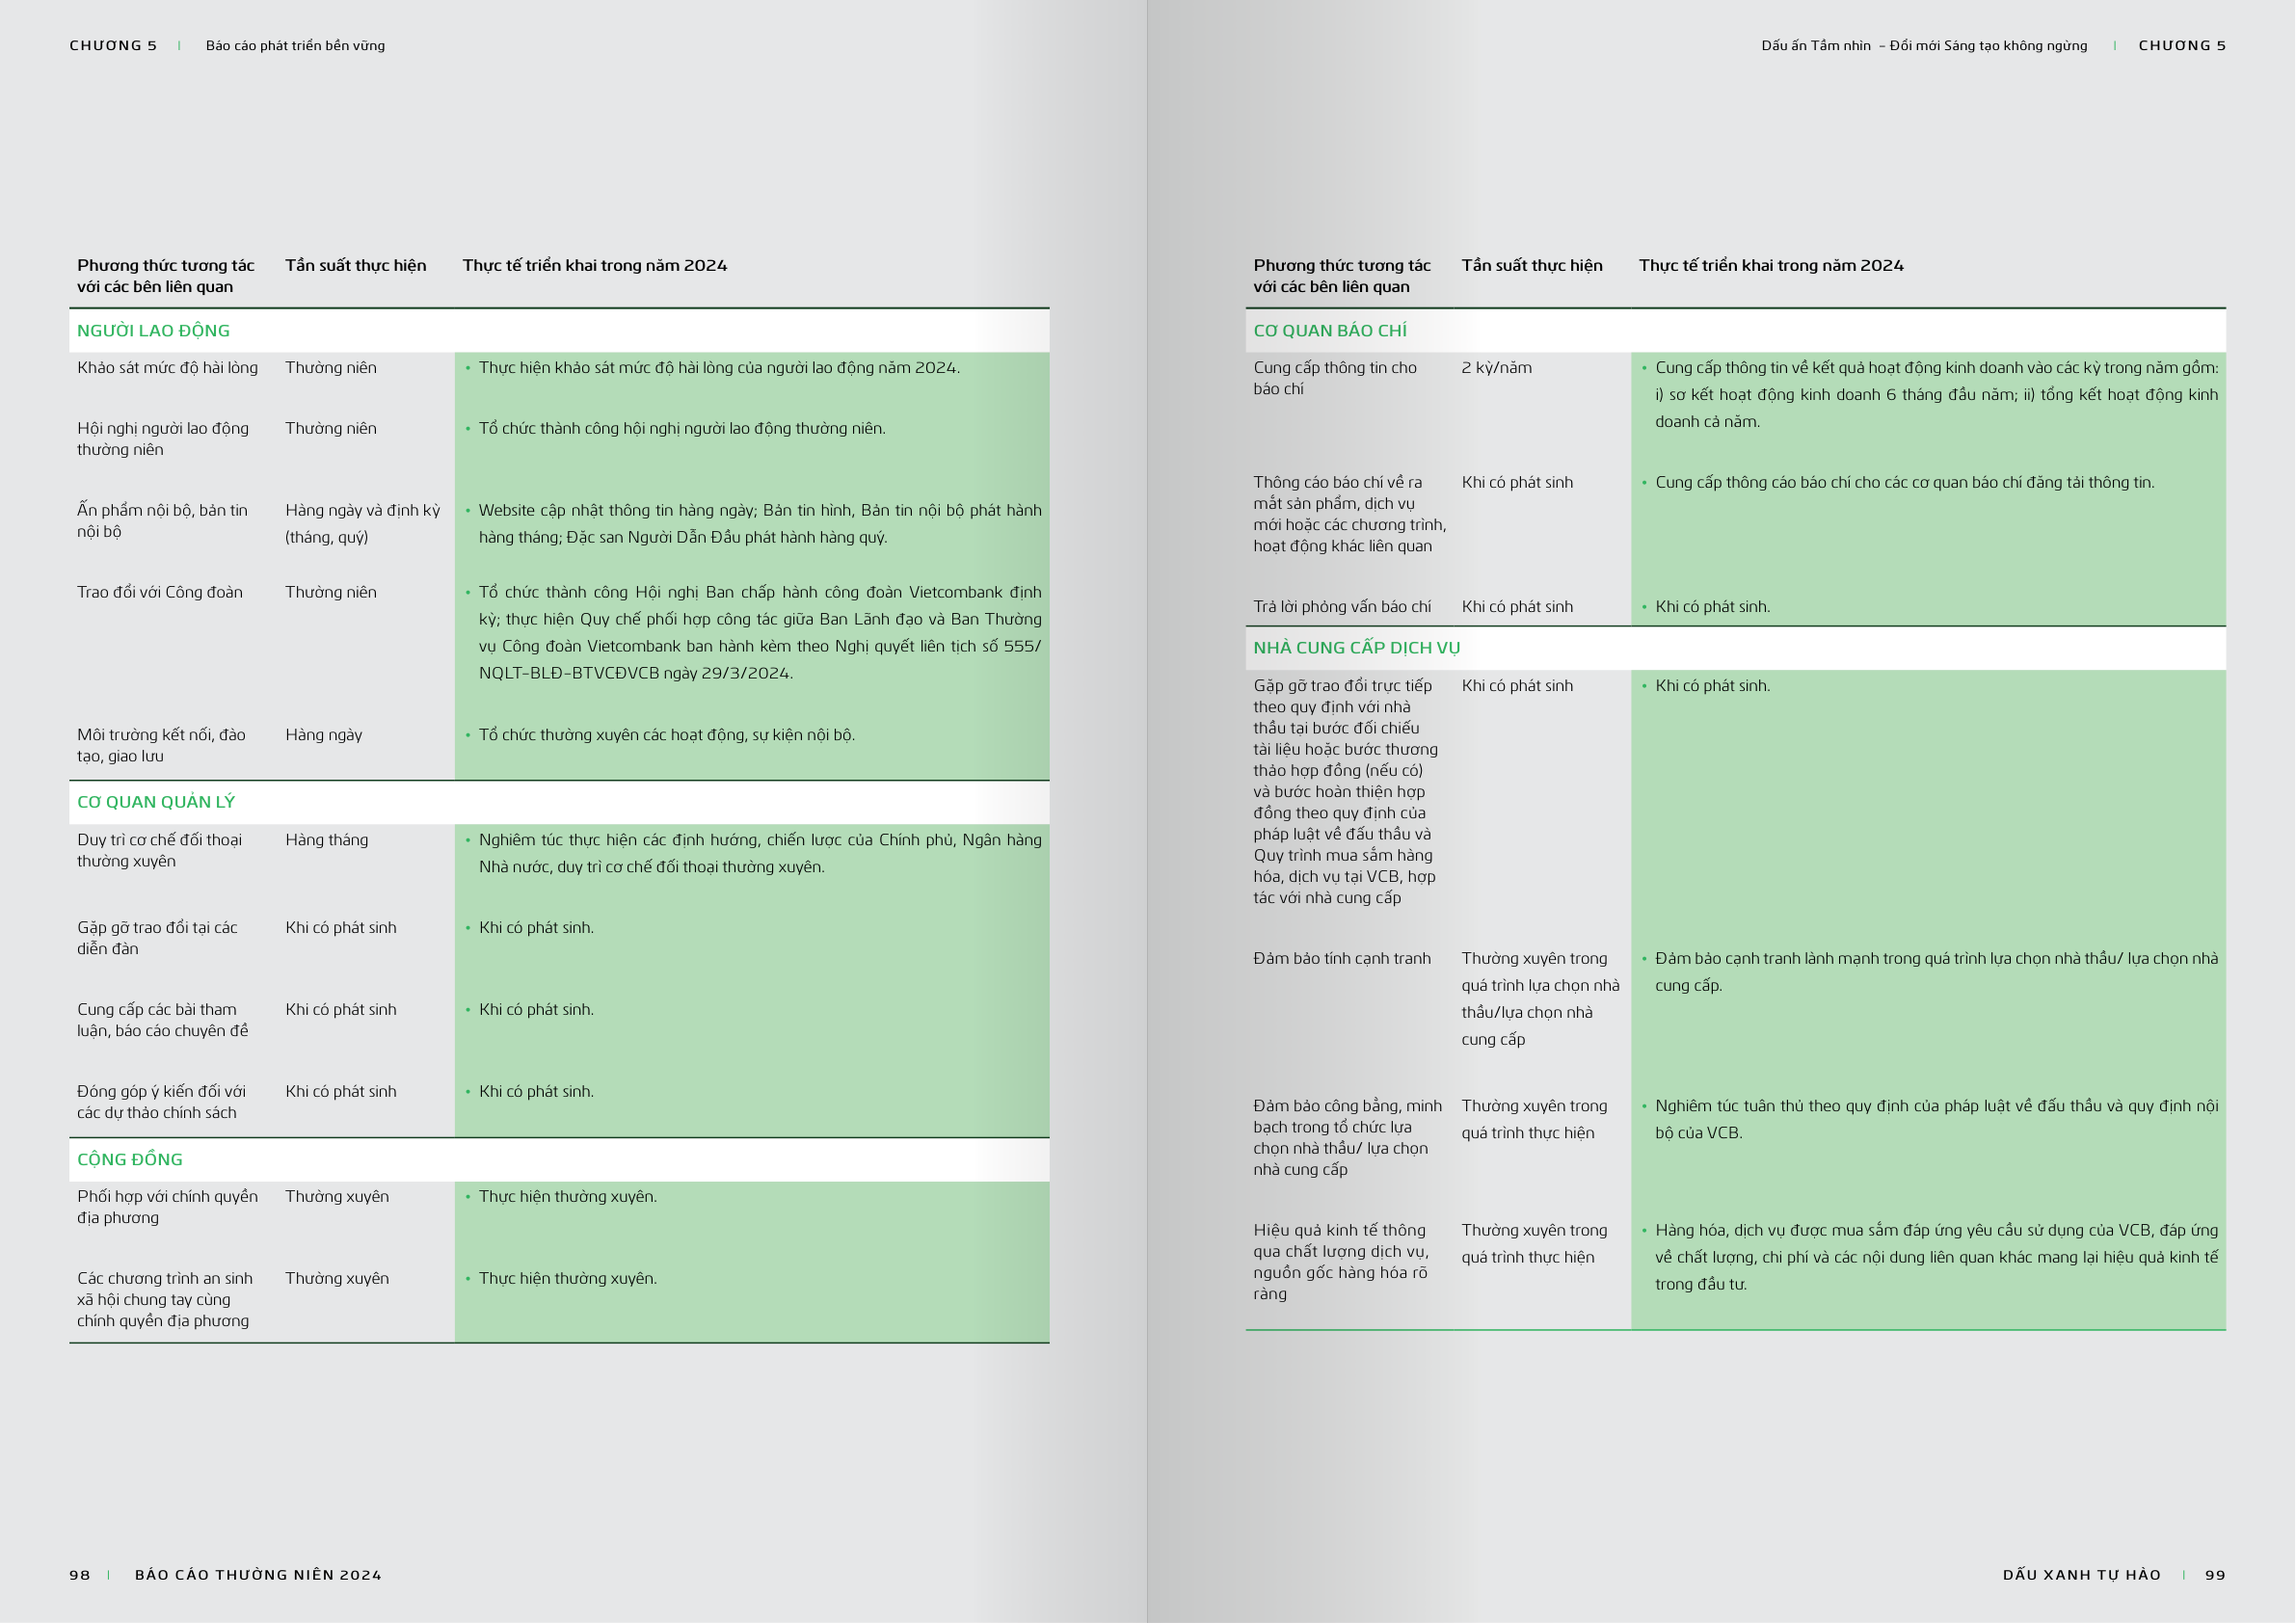 CHƯƠNG 5 | Báo cáo phát triển bền vững
Phương thức tương tác Tần suất thực hiện Thực tế triển khai trong năm 2024
với các bên liên quan
NGƯỜI LAO ĐỘNG
Khảo sát mức độ hài lòng Thường niên • Thực hiện khảo sát mức độ hài lòng của người lao động năm 2024.
Hội nghị người lao động Thường niên • Tổ chức thành công hội nghị người lao động thường niên.
thường niên
Ấn phẩm nội bộ, bản tin Hàng ngày và định kỳ • Website cập nhật thông tin hàng ngày; Bản tin hình, Bản tin nội bộ phát hành
nội bộ (tháng, quý) hàng tháng; Đặc san Người Dẫn Đầu phát hành hàng quý.
Trao đổi với Công đoàn Thường niên • Tổ chức thành công Hội nghị Ban chấp hành công đoàn Vietcombank định
kỳ; thực hiện Quy chế phối hợp công tác giữa Ban Lãnh đạo và Ban Thường
vụ Công đoàn Vietcombank ban hành kèm theo Nghị quyết liên tịch số 555/
NQLT-BLĐ-BTVCĐVCB ngày 29/3/2024.
Môi trường kết nối, đào Hàng ngày • Tổ chức thường xuyên các hoạt động, sự kiện nội bộ.
tạo, giao lưu
CƠ QUAN QUẢN LÝ
Duy trì cơ chế đối thoại Hàng tháng • Nghiêm túc thực hiện các định hướng, chiến lược của Chính phủ, Ngân hàng
thường xuyên Nhà nước, duy trì cơ chế đối thoại thường xuyên.
Gặp gỡ trao đổi tại các Khi có phát sinh • Khi có phát sinh.
diễn đàn
Cung cấp các bài tham Khi có phát sinh • Khi có phát sinh.
luận, báo cáo chuyên đề
Đóng góp ý kiến đối với Khi có phát sinh • Khi có phát sinh.
các dự thảo chính sách
CỘNG ĐỒNG
Phối hợp với chính quyền Thường xuyên • Thực hiện thường xuyên.
địa phương
Các chương trình an sinh Thường xuyên • Thực hiện thường xuyên.
xã hội chung tay cùng
chính quyền địa phương
98 | BÁO CÁO THƯỜNG NIÊN 2024
Dấu ấn Tầm nhìn – Đổi mới Sáng tạo không ngừng | CHƯƠNG 5
Phương thức tương tác Tần suất thực hiện Thực tế triển khai trong năm 2024
với các bên liên quan
CƠ QUAN BÁO CHÍ
Cung cấp thông tin cho 2 kỳ/năm • Cung cấp thông tin về kết quả hoạt động kinh doanh vào các kỳ trong năm gồm:
báo chí i) sơ kết hoạt động kinh doanh 6 tháng đầu năm; ii) tổng kết hoạt động kinh
doanh cả năm.
Thông cáo báo chí về ra Khi có phát sinh • Cung cấp thông cáo báo chí cho các cơ quan báo chí đăng tải thông tin.
mắt sản phẩm, dịch vụ
mới hoặc các chương trình,
hoạt động khác liên quan
Trả lời phỏng vấn báo chí Khi có phát sinh • Khi có phát sinh.
NHÀ CUNG CẤP DỊCH VỤ
Gặp gỡ trao đổi trực tiếp Khi có phát sinh • Khi có phát sinh.
theo quy định với nhà
thầu tại bước đối chiếu
tài liệu hoặc bước thương
thảo hợp đồng (nếu có)
và bước hoàn thiện hợp
đồng theo quy định của
pháp luật về đấu thầu và
Quy trình mua sắm hàng
hóa, dịch vụ tại VCB, hợp
tác với nhà cung cấp
Đảm bảo tính cạnh tranh Thường xuyên trong • Đảm bảo cạnh tranh lành mạnh trong quá trình lựa chọn nhà thầu/ lựa chọn nhà
quá trình lựa chọn nhà cung cấp.
thầu/lựa chọn nhà
cung cấp
Đảm bảo công bằng, minh Thường xuyên trong • Nghiêm túc tuân thủ theo quy định của pháp luật về đấu thầu và quy định nội
bạch trong tổ chức lựa quá trình thực hiện bộ của VCB.
chọn nhà thầu/ lựa chọn
nhà cung cấp
Hiệu quả kinh tế thông Thường xuyên trong • Hàng hóa, dịch vụ được mua sắm đáp ứng yêu cầu sử dụng của VCB, đáp ứng
qua chất lượng dịch vụ, quá trình thực hiện về chất lượng, chi phí và các nội dung liên quan khác mang lại hiệu quả kinh tế
nguồn gốc hàng hóa rõ trong đầu tư.
ràng
DẤU XANH TỰ HÀO | 99